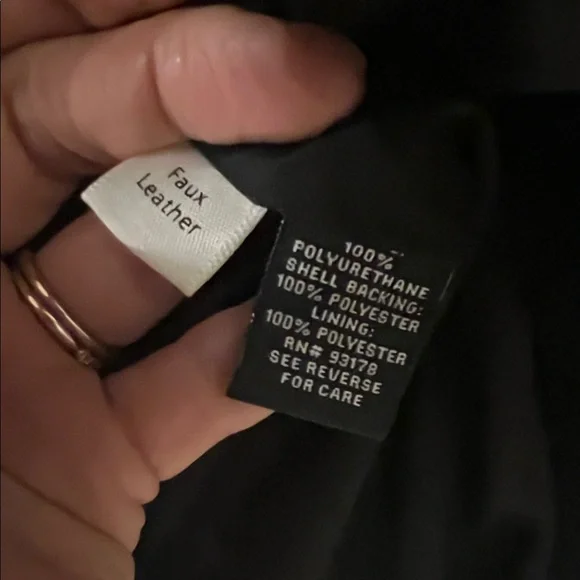 Faux
Leather
100%
POLYURETHANE
SHELL BACKING:
100% POLYESTER
LINING:
100% POLYESTER
RN# 93178
SEE REVERSE
FOR CARE